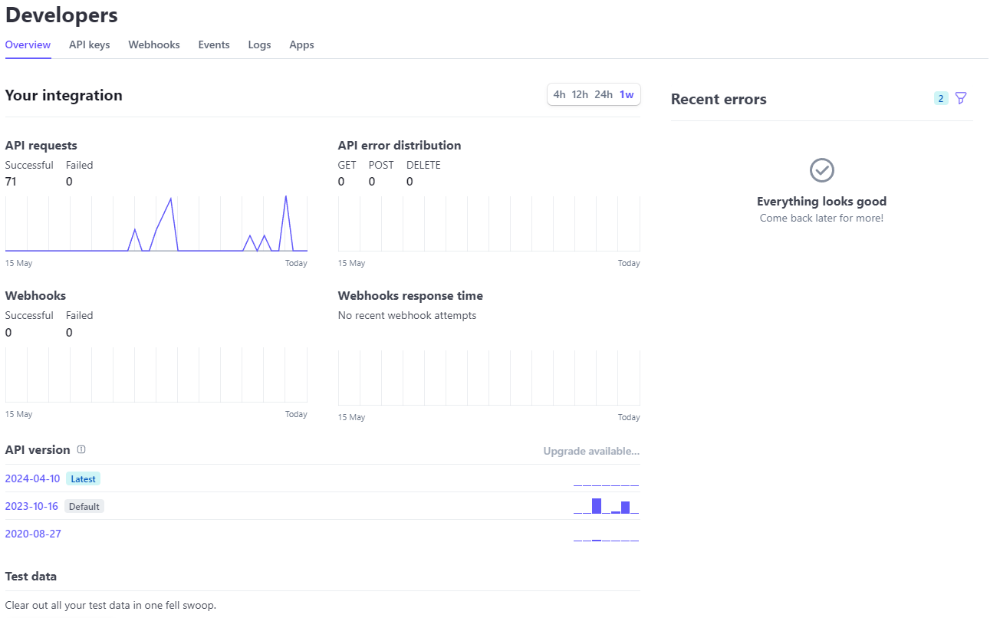 Developers
Overview API keys Webhooks Events Logs Apps
Your integration
4h 12h 24h 1w
API requests
Successful Failed
71 0
15 May Today
API error distribution
GET POST DELETE
0 0 0
15 May Today
Webhooks
Successful Failed
0 0
15 May Today
Webhooks response time
No recent webhook attempts
15 May Today
API version
Upgrade available...
2024-04-10 Latest
2023-10-16 Default
2020-08-27
Test data
Clear out all your test data in one fell swoop.
Recent errors
2
Everything looks good
Come back later for more!